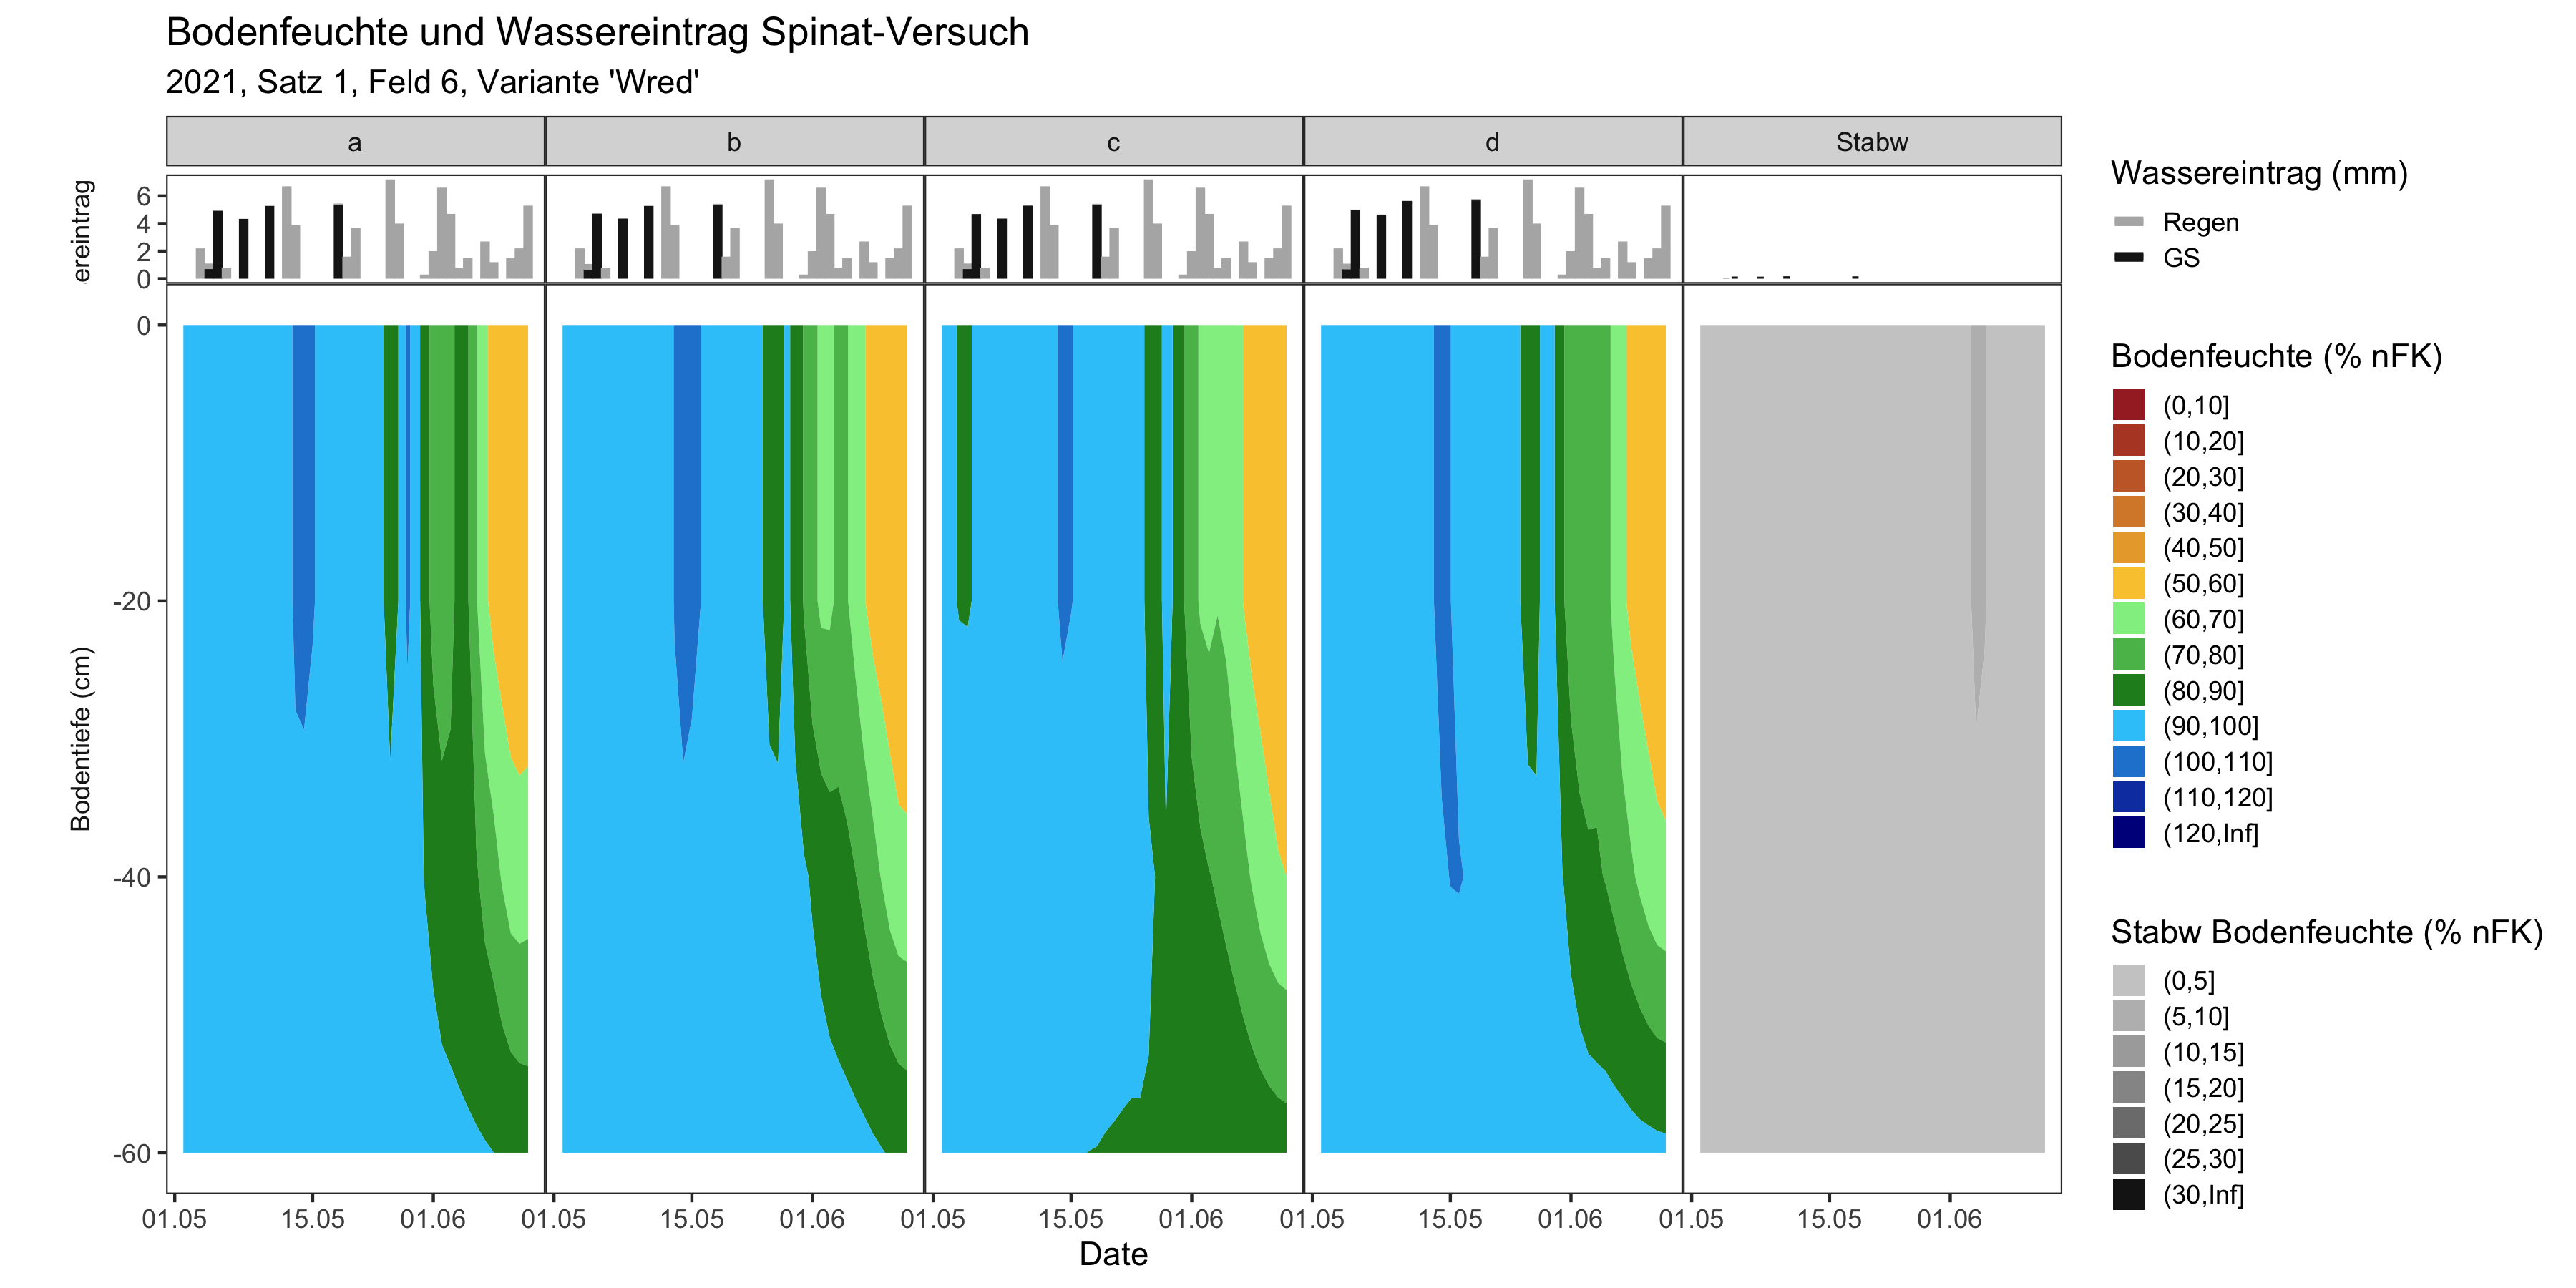 Bodenfeuchte und Wassereintrag Spinat-Versuch
2021, Satz 1, Feld 6, Variante 'Wred'
a b c d Stabw
ereintrag
6
4
2
0
0
-20
-40
-60
Bodentiefe (cm)
01.05 15.05 01.06 01.05 15.05 01.06 01.05 15.05 01.06 01.05 15.05 01.06 01.05 15.05 01.06
Date
Wassereintrag (mm)
Regen
GS
Bodenfeuchte (% nFK)
(0,10]
(10,20]
(20,30]
(30,40]
(40,50]
(50,60]
(60,70]
(70,80]
(80,90]
(90,100]
(100,110]
(110,120]
(120,Inf]
Stabw Bodenfeuchte (% nFK)
(0,5]
(5,10]
(10,15]
(15,20]
(20,25]
(25,30]
(30,Inf]